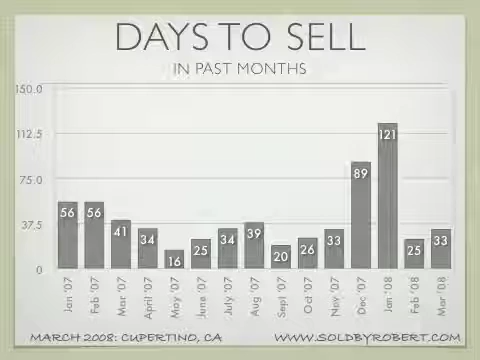 DAYS TO SELL
IN PAST MONTHS
150.0
112.5
75.0
37.5
0
56 56 41 34 16 25 34 39 20 26 33 89 121 25 33
Jan '07 Feb '07 Mar '07 April '07 May '07 June '07 July '07 Aug '07 Sept '07 Oct '07 Nov '07 Dec '07 Jan '08 Feb '08 Mar '08
MARCH 2008: CUPERTINO, CA WWW.SOLDBYROBERT.COM